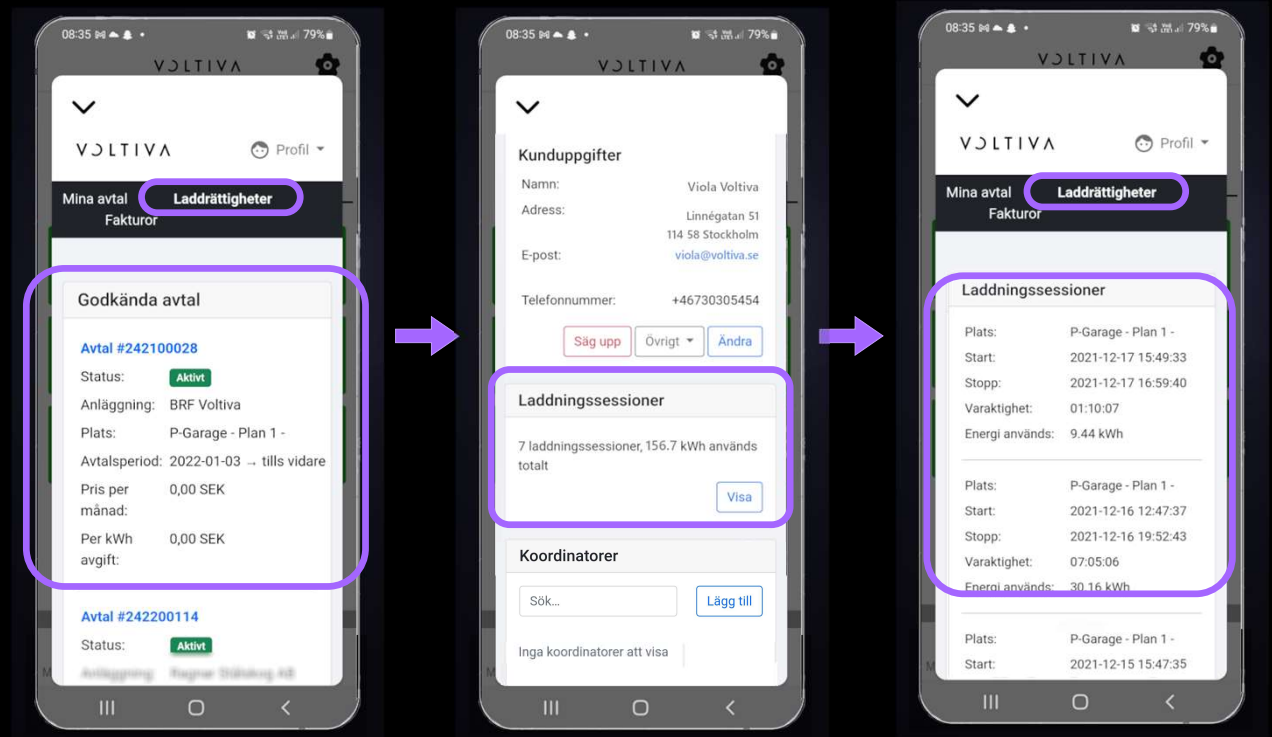 08:35
79%
VOLTIVA
VOLTIVA
Profil
Mina avtal Laddrättigheter
Fakturor
Godkända avtal
Avtal #242100028
Status: Aktivt
Anläggning: BRF Voltiva
Plats: P-Garage - Plan 1 -
Avtalsperiod: 2022-01-03 → tills vidare
Pris per 0,00 SEK
månad:
Per kWh 0,00 SEK
avgift:
Avtal #242200114
Status: Aktivt
Anläggning:
08:35
79%
VOLTIVA
Kunduppgifter
Namn: Viola Voltiva
Adress: Linnégatan 51
114 58 Stockholm
E-post: viola@voltiva.se
Telefonnummer: +46730305454
Säg upp Övrigt Ändra
Laddningssessioner
7 laddningssessioner, 156.7 kWh används
totalt
Visa
Koordinatorer
Sök... Lägg till
Inga koordinatorer att visa
08:35
79%
VOLTIVA
VOLTIVA
Profil
Mina avtal Laddrättigheter
Fakturor
Laddningssessioner
Plats: P-Garage - Plan 1 -
Start: 2021-12-17 15:49:33
Stopp: 2021-12-17 16:59:40
Varaktighet: 01:10:07
Energi används: 9.44 kWh
Plats: P-Garage - Plan 1 -
Start: 2021-12-16 12:47:37
Stopp: 2021-12-16 19:52:43
Varaktighet: 07:05:06
Energi används: 30.16 kWh
Plats: P-Garage - Plan 1 -
Start: 2021-12-15 15:47:35